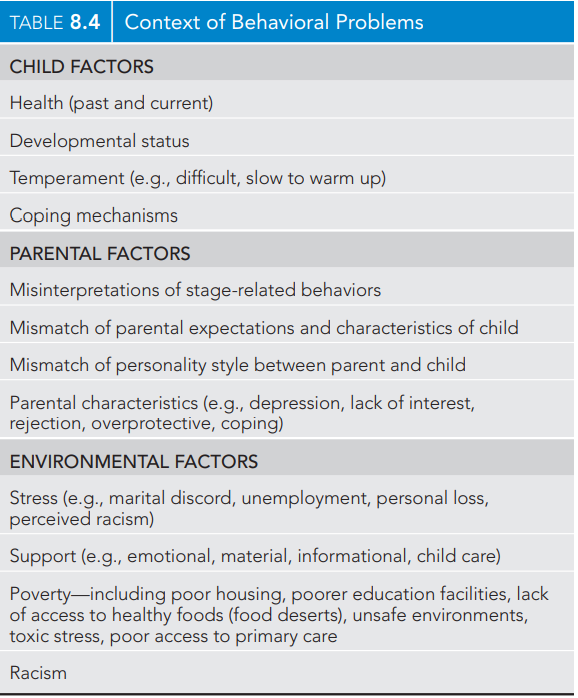 TABLE 8.4 Context of Behavioral Problems
CHILD FACTORS
Health (past and current)
Developmental status
Temperament (e.g., difficult, slow to warm up)
Coping mechanisms
PARENTAL FACTORS
Misinterpretations of stage-related behaviors
Mismatch of parental expectations and characteristics of child
Mismatch of personality style between parent and child
Parental characteristics (e.g., depression, lack of interest,
rejection, overprotective, coping)
ENVIRONMENTAL FACTORS
Stress (e.g., marital discord, unemployment, personal loss,
perceived racism)
Support (e.g., emotional, material, informational, child care)
Poverty—including poor housing, poorer education facilities, lack
of access to healthy foods (food deserts), unsafe environments,
toxic stress, poor access to primary care
Racism